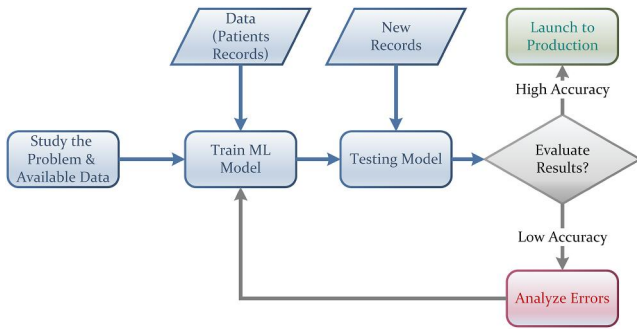 Data
(Patients
Records)
New
Records
Launch to
Production
High Accuracy
Study the
Problem &
Available Data
Train ML
Model
Testing Model
Evaluate
Results?
Low Accuracy
Analyze Errors